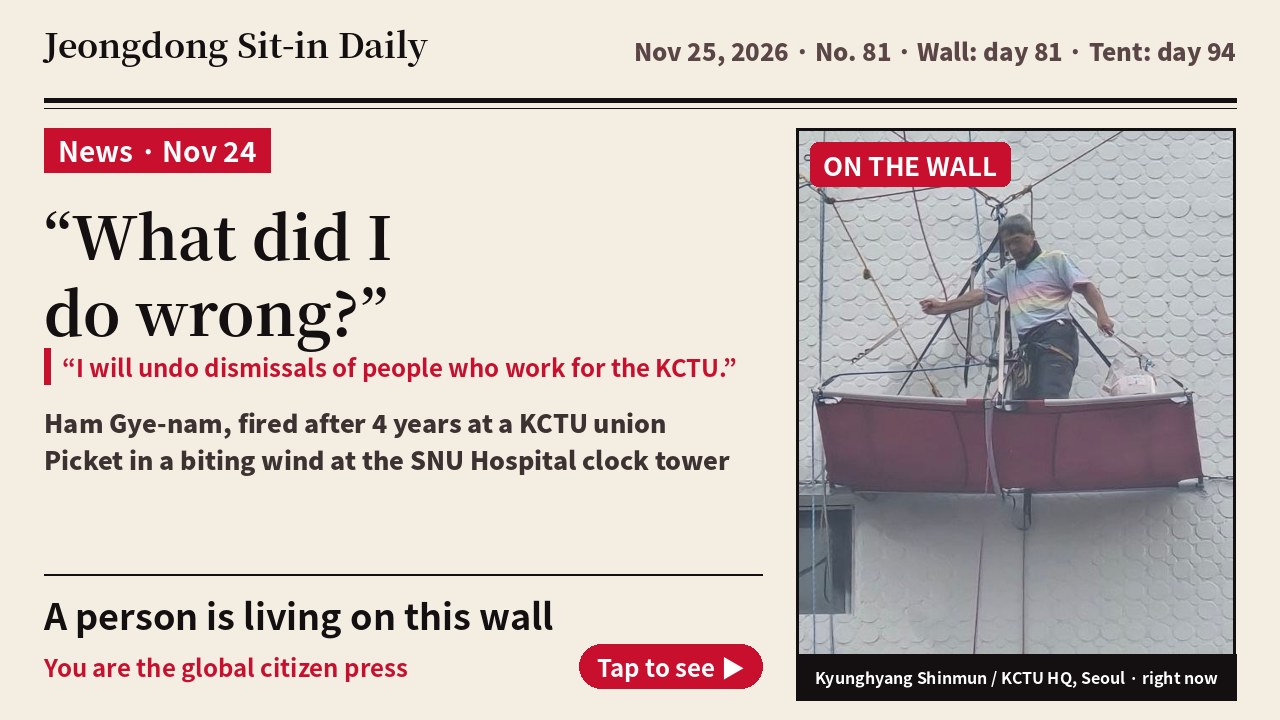 Jeongdong Sit-in Daily
Nov 25, 2026 · No. 81 · Wall: day 81 · Tent: day 94
News · Nov 24
“What did I
do wrong?”
“I will undo dismissals of people who work for the KCTU.”
Ham Gye-nam, fired after 4 years at a KCTU union
Picket in a biting wind at the SNU Hospital clock tower
A person is living on this wall
You are the global citizen press
Tap to see ▶
ON THE WALL
Kyunghyang Shinmun / KCTU HQ, Seoul · right now